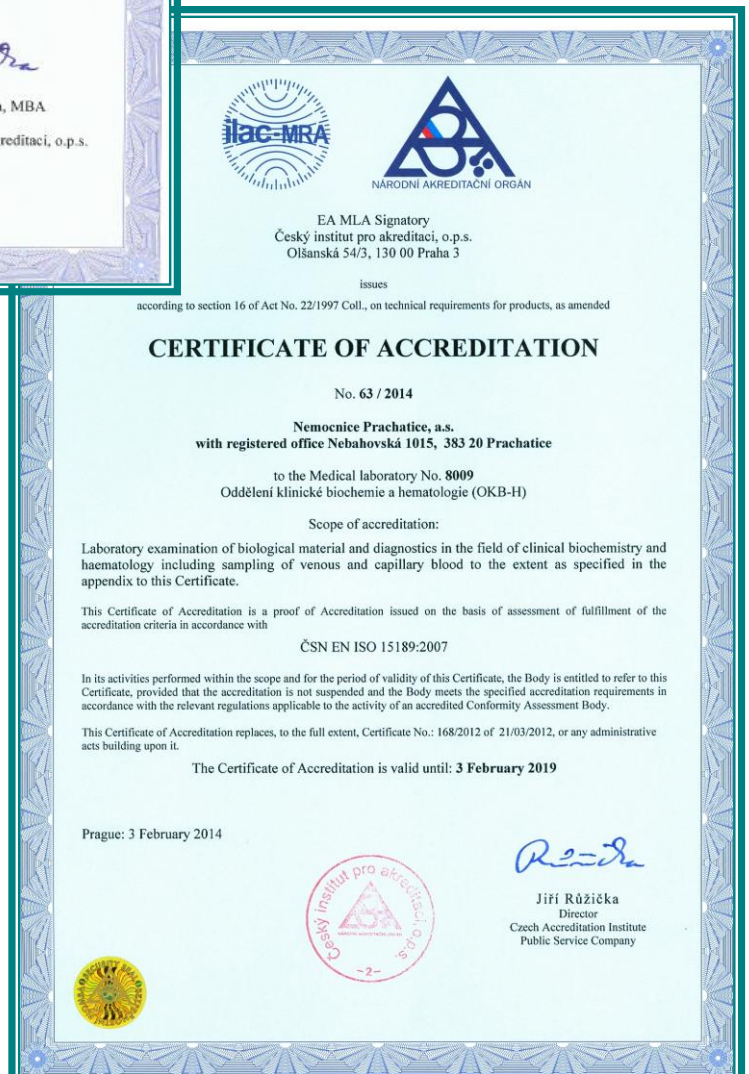 , MBA
reditaci, o.p.s.
ilac-MRA
NÁRODNÍ AKREDITAČNÍ ORGÁN
EA MLA Signatory
Český institut pro akreditaci, o.p.s.
Olšanská 54/3, 130 00 Praha 3
issues
according to section 16 of Act No. 22/1997 Coll., on technical requirements for products, as amended
CERTIFICATE OF ACCREDITATION
No. 63 / 2014
Nemocnice Prachatice, a.s.
with registered office Nebahovská 1015, 383 20 Prachatice
to the Medical laboratory No. 8009
Oddělení klinické biochemie a hematologie (OKB-H)
Scope of accreditation:
Laboratory examination of biological material and diagnostics in the field of clinical biochemistry and
haematology including sampling of venous and capillary blood to the extent as specified in the
appendix to this Certificate.
This Certificate of Accreditation is a proof of Accreditation issued on the basis of assessment of fulfillment of the
accreditation criteria in accordance with
ČSN EN ISO 15189:2007
In its activities performed within the scope and for the period of validity of this Certificate, the Body is entitled to refer to this
Certificate, provided that the accreditation is not suspended and the Body meets the specified accreditation requirements in
accordance with the relevant regulations applicable to the activity of an accredited Conformity Assessment Body.
This Certificate of Accreditation replaces, to the full extent, Certificate No.: 168/2012 of 21/03/2012, or any administrative
acts building upon it.
The Certificate of Accreditation is valid until: 3 February 2019
Prague: 3 February 2014
Český institut pro akreditaci, o.p.s.
NÁRODNÍ AKREDITAČNÍ ORGÁN
-2-
Jiří Růžička
Director
Czech Accreditation Institute
Public Service Company